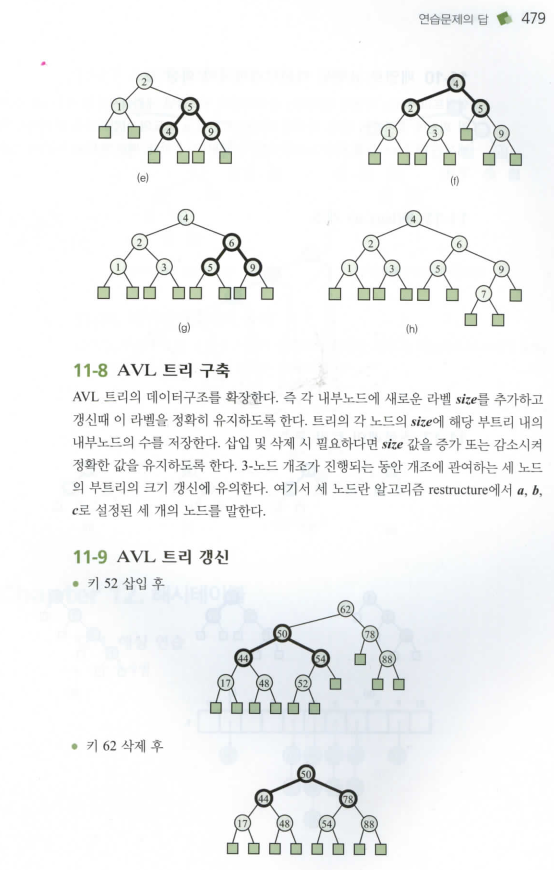 연습문제의 답 479
2
1 5
4 9
(e)
4
2 5
1 3 9
(f)
4
2 6
1 3 5 9
(g)
4
2 6
1 3 5 9
7
(h)
11-8 AVL 트리 구축
AVL 트리의 데이터구조를 확장한다. 즉 각 내부노드에 새로운 라벨 size를 추가하고
갱신때 이 라벨을 정확히 유지하도록 한다. 트리의 각 노드의 size에 해당 부트리 내의
내부노드의 수를 저장한다. 삽입 및 삭제 시 필요하다면 size 값을 증가 또는 감소시켜
정확한 값을 유지하도록 한다. 3-노드 개조가 진행되는 동안 개조에 관여하는 세 노드
의 부트리의 크기 갱신에 유의한다. 여기서 세 노드란 알고리즘 restructure에서 a, b,
c로 설정된 세 개의 노드를 말한다.
11-9 AVL 트리 갱신
• 키 52 삽입 후
62
50 78
44 54 88
17 48 52
• 키 62 삭제 후
50
44 78
17 48 54 88